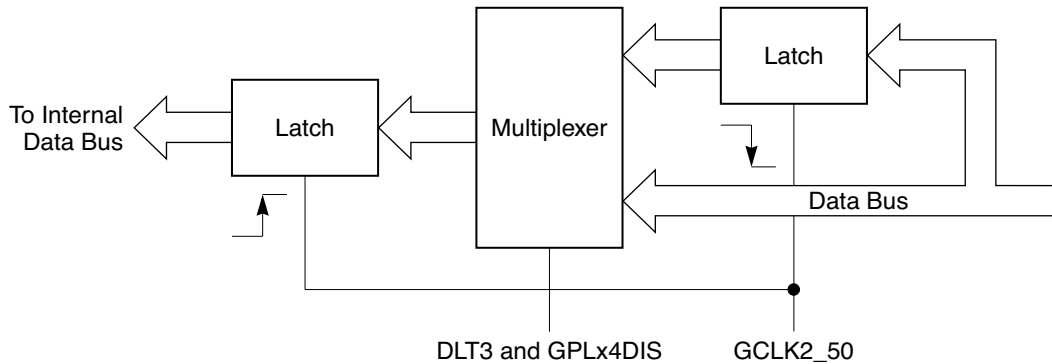 Latch
To Internal
Data Bus
Latch
Multiplexer
Data Bus
DLT3 and GPLx4DIS
GCLK2_50